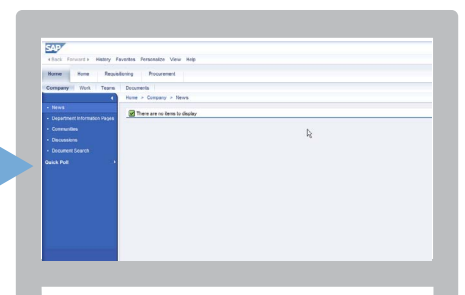 SAP
Back Forward History Favorites Personalize View Help
Home Home Requisitioning Procurement
Company Work Teams Documents
Home > Company > News
News
There are no items to display
Department Information Pages
Communities
Discussions
Document Search
Quick Poll